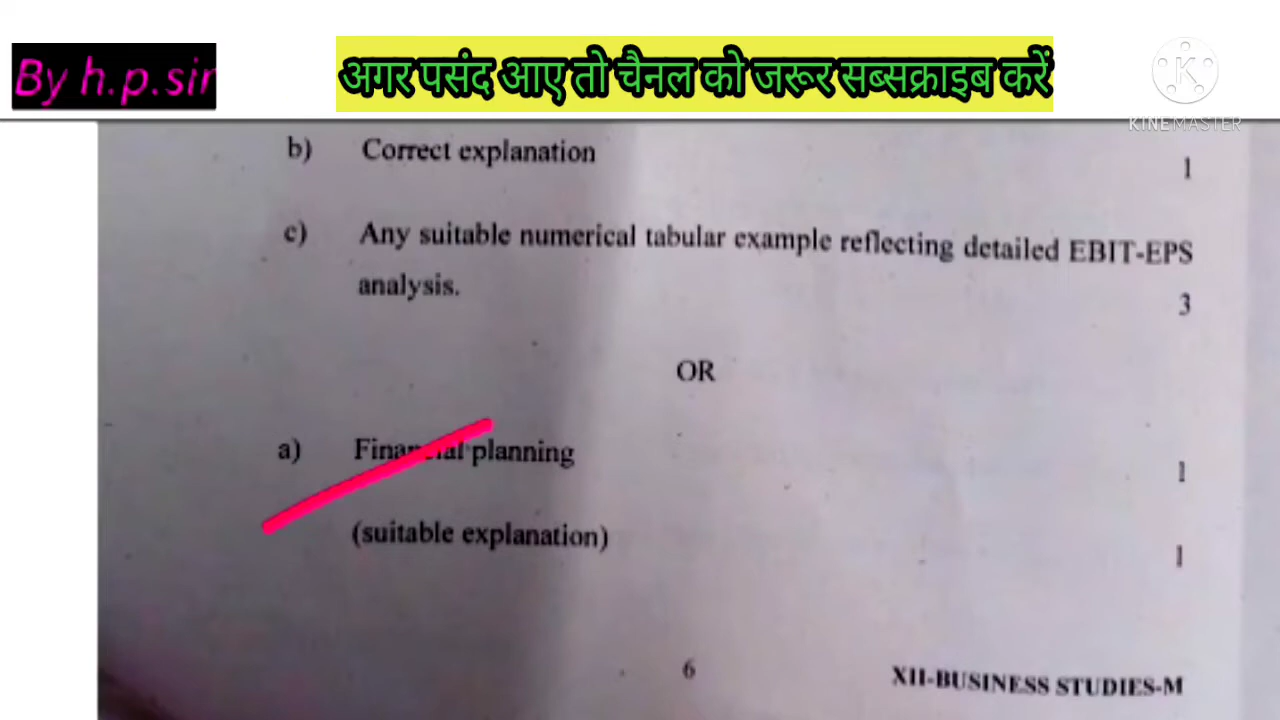 By h.p.sir
अगर पसंद आए तो चैनल को जरूर सब्सक्राइब करें
KINEMASTER
b) Correct explanation 1
c) Any suitable numerical tabular example reflecting detailed EBIT-EPS
analysis. 3
OR
a) Financial planning 1
(suitable explanation) 1
6 XII-BUSINESS STUDIES-M